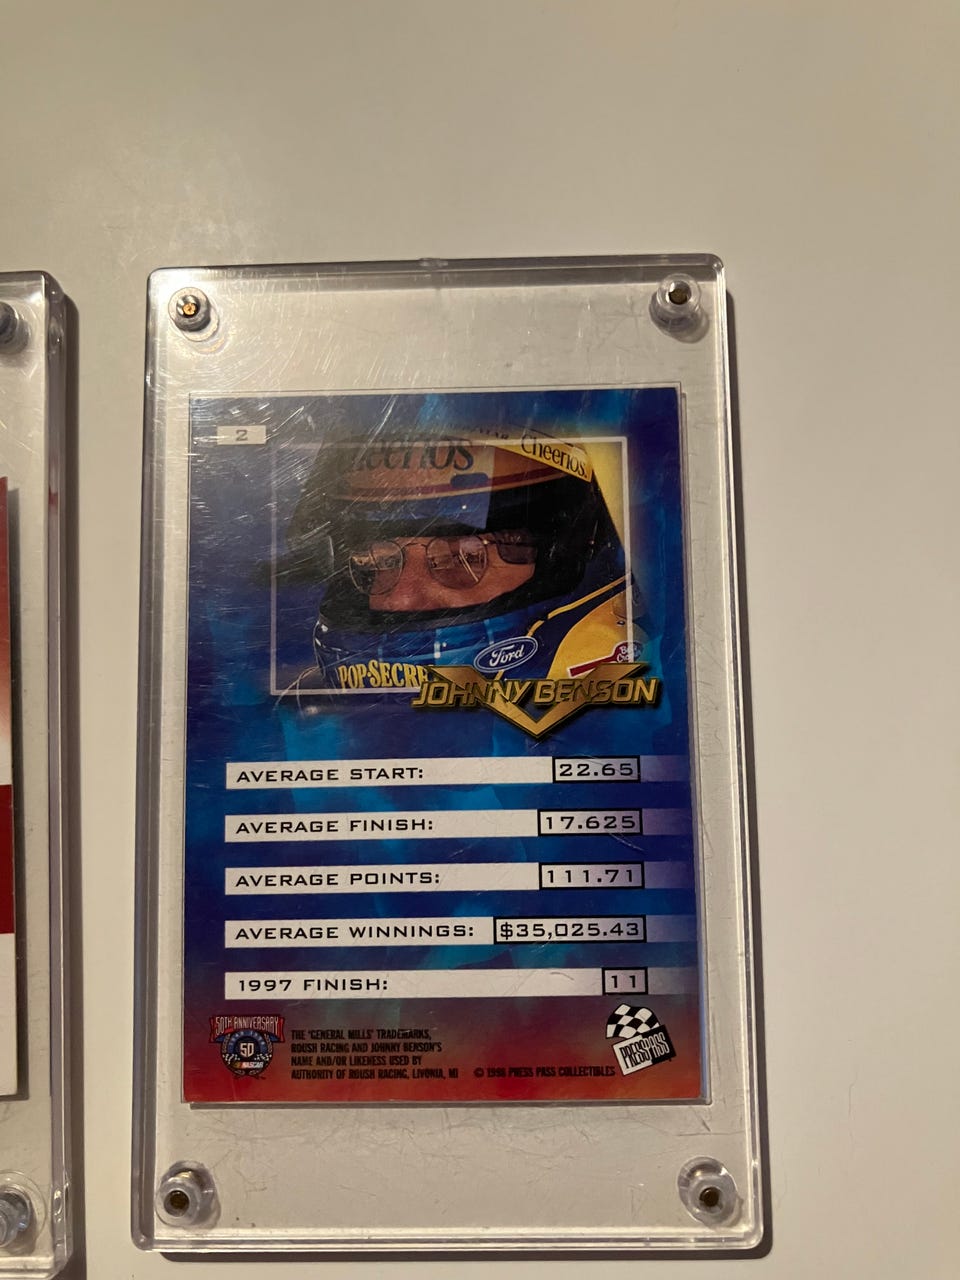 2
Cheerios
Cheerios.
Ford
POP·SECRE
JOHNNY BENSON
AVERAGE START: 22.65
AVERAGE FINISH: 17.625
AVERAGE POINTS: 111.71
AVERAGE WINNINGS: $35,025.43
1997 FINISH: 11
50TH ANNIVERSARY
50
NASCAR
THE 'GENERAL MILLS' TRADEMARKS,
ROUSH RACING AND JOHNNY BENSON'S
NAME AND/OR LIKENESS USED BY
AUTHORITY OF ROUSH RACING, LIVONIA, MI
© 1998 PRESS PASS COLLECTIBLES
PRESS PASS